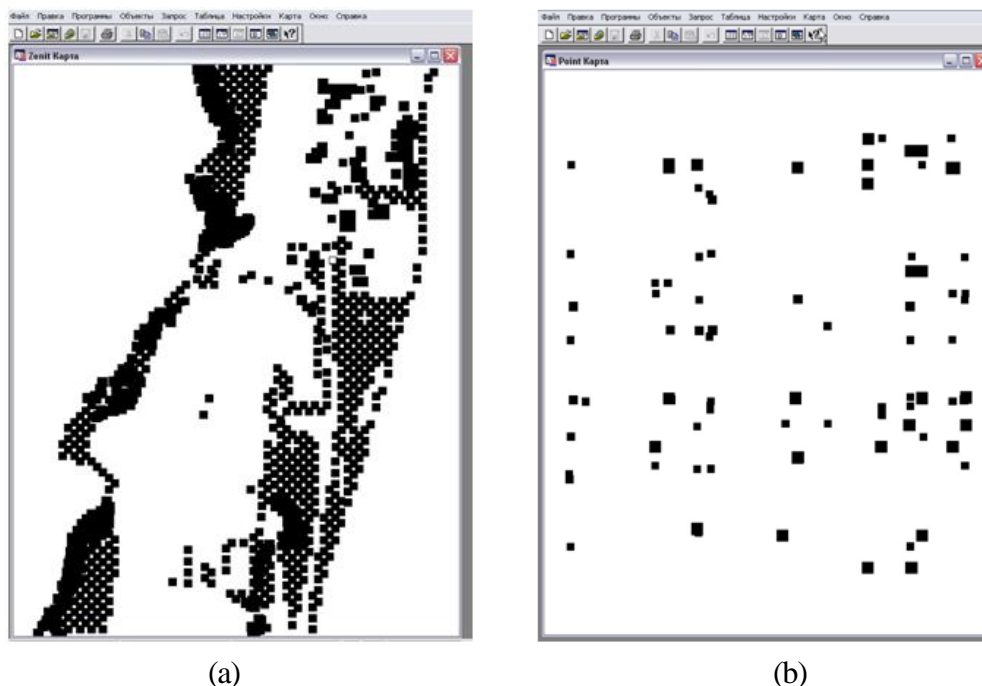 Файл Правка Программы Объекты Запрос Таблица Настройки Карта Окно Справка
Zenit Карта
(a)
Файл Правка Программы Объекты Запрос Таблица Настройки Карта Окно Справка
Point Карта
(b)